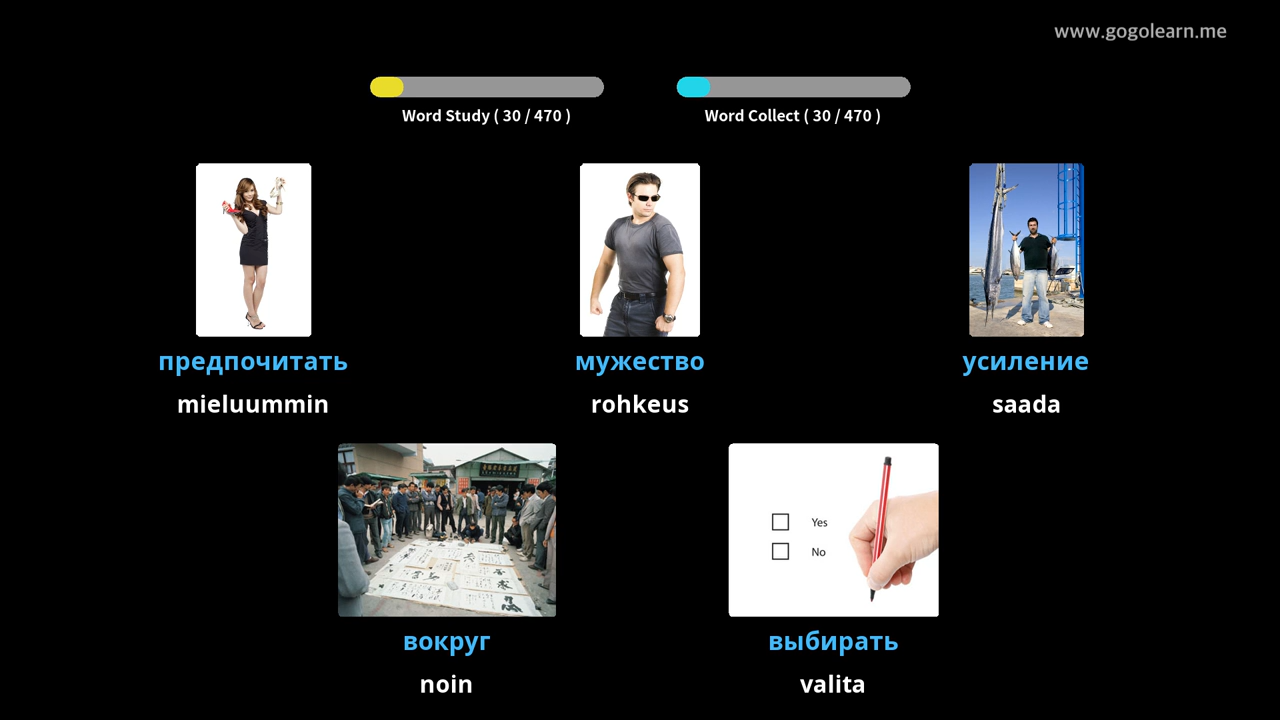 www.gogolearn.me
Word Study ( 30 / 470 )
Word Collect ( 30 / 470 )
предпочитать
mieluummin
мужество
rohkeus
усиление
saada
Yes
No
вокруг
noin
выбирать
valita